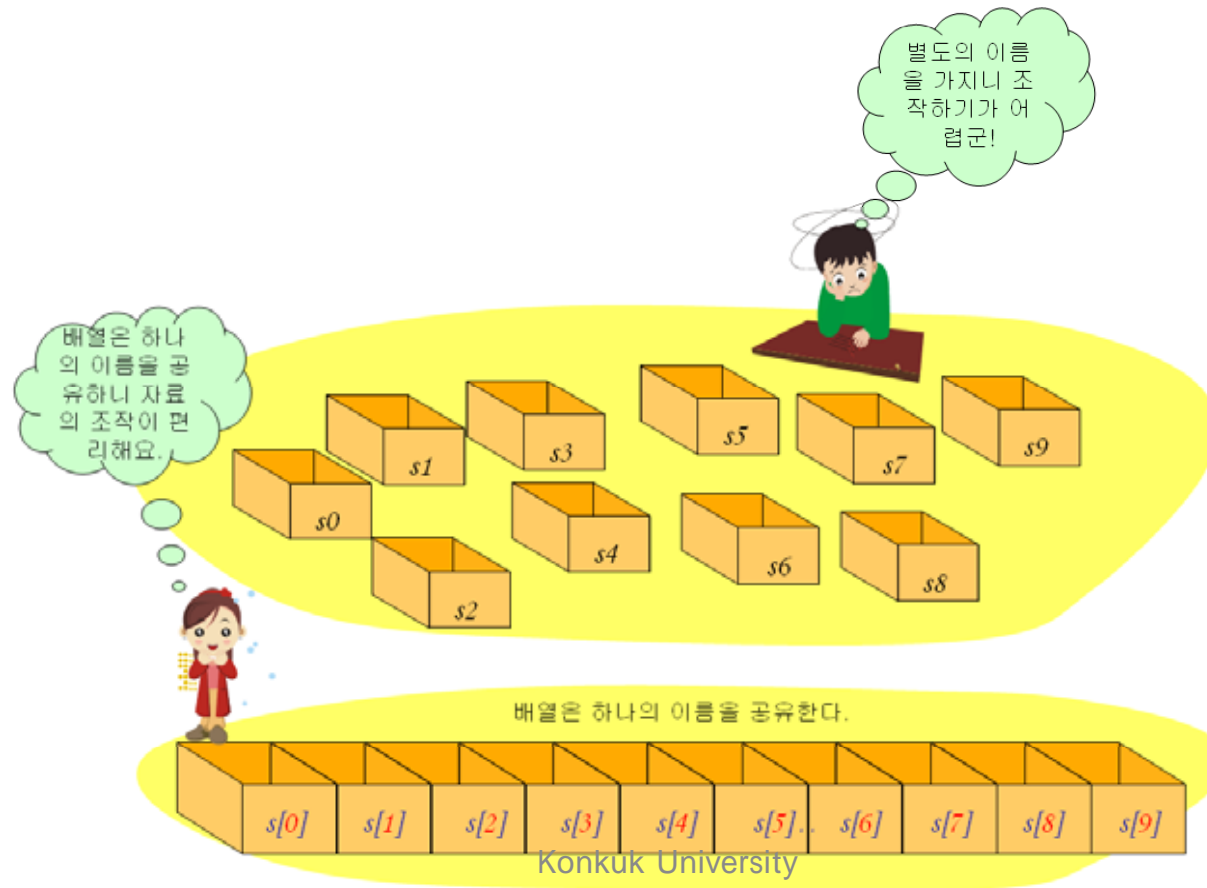 별도의 이름
을 가지니 조
작하기가 어
렵군!
배열은 하나
의 이름을 공
유하니 자료
의 조작이 편
리해요.
s0
s1
s2
s3
s4
s5
s6
s7
s8
s9
배열은 하나의 이름을 공유한다.
s[0] s[1] s[2] s[3] s[4] s[5].. s[6] s[7] s[8] s[9]
Konkuk University